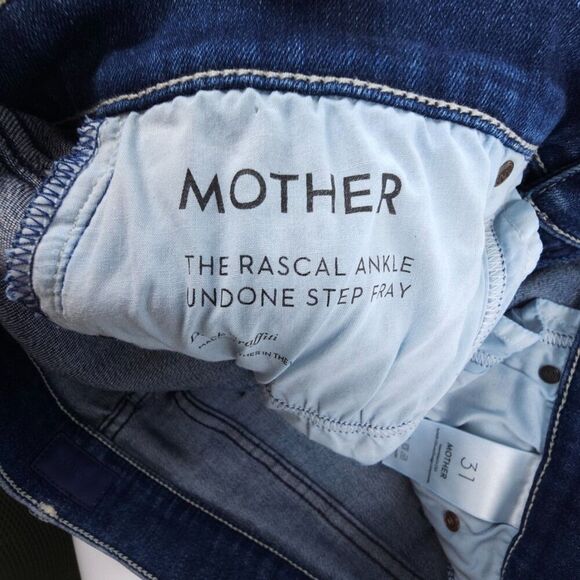 MOTHER
THE RASCAL ANKLE
UNDONE STEP FRAY
MOTHER
31